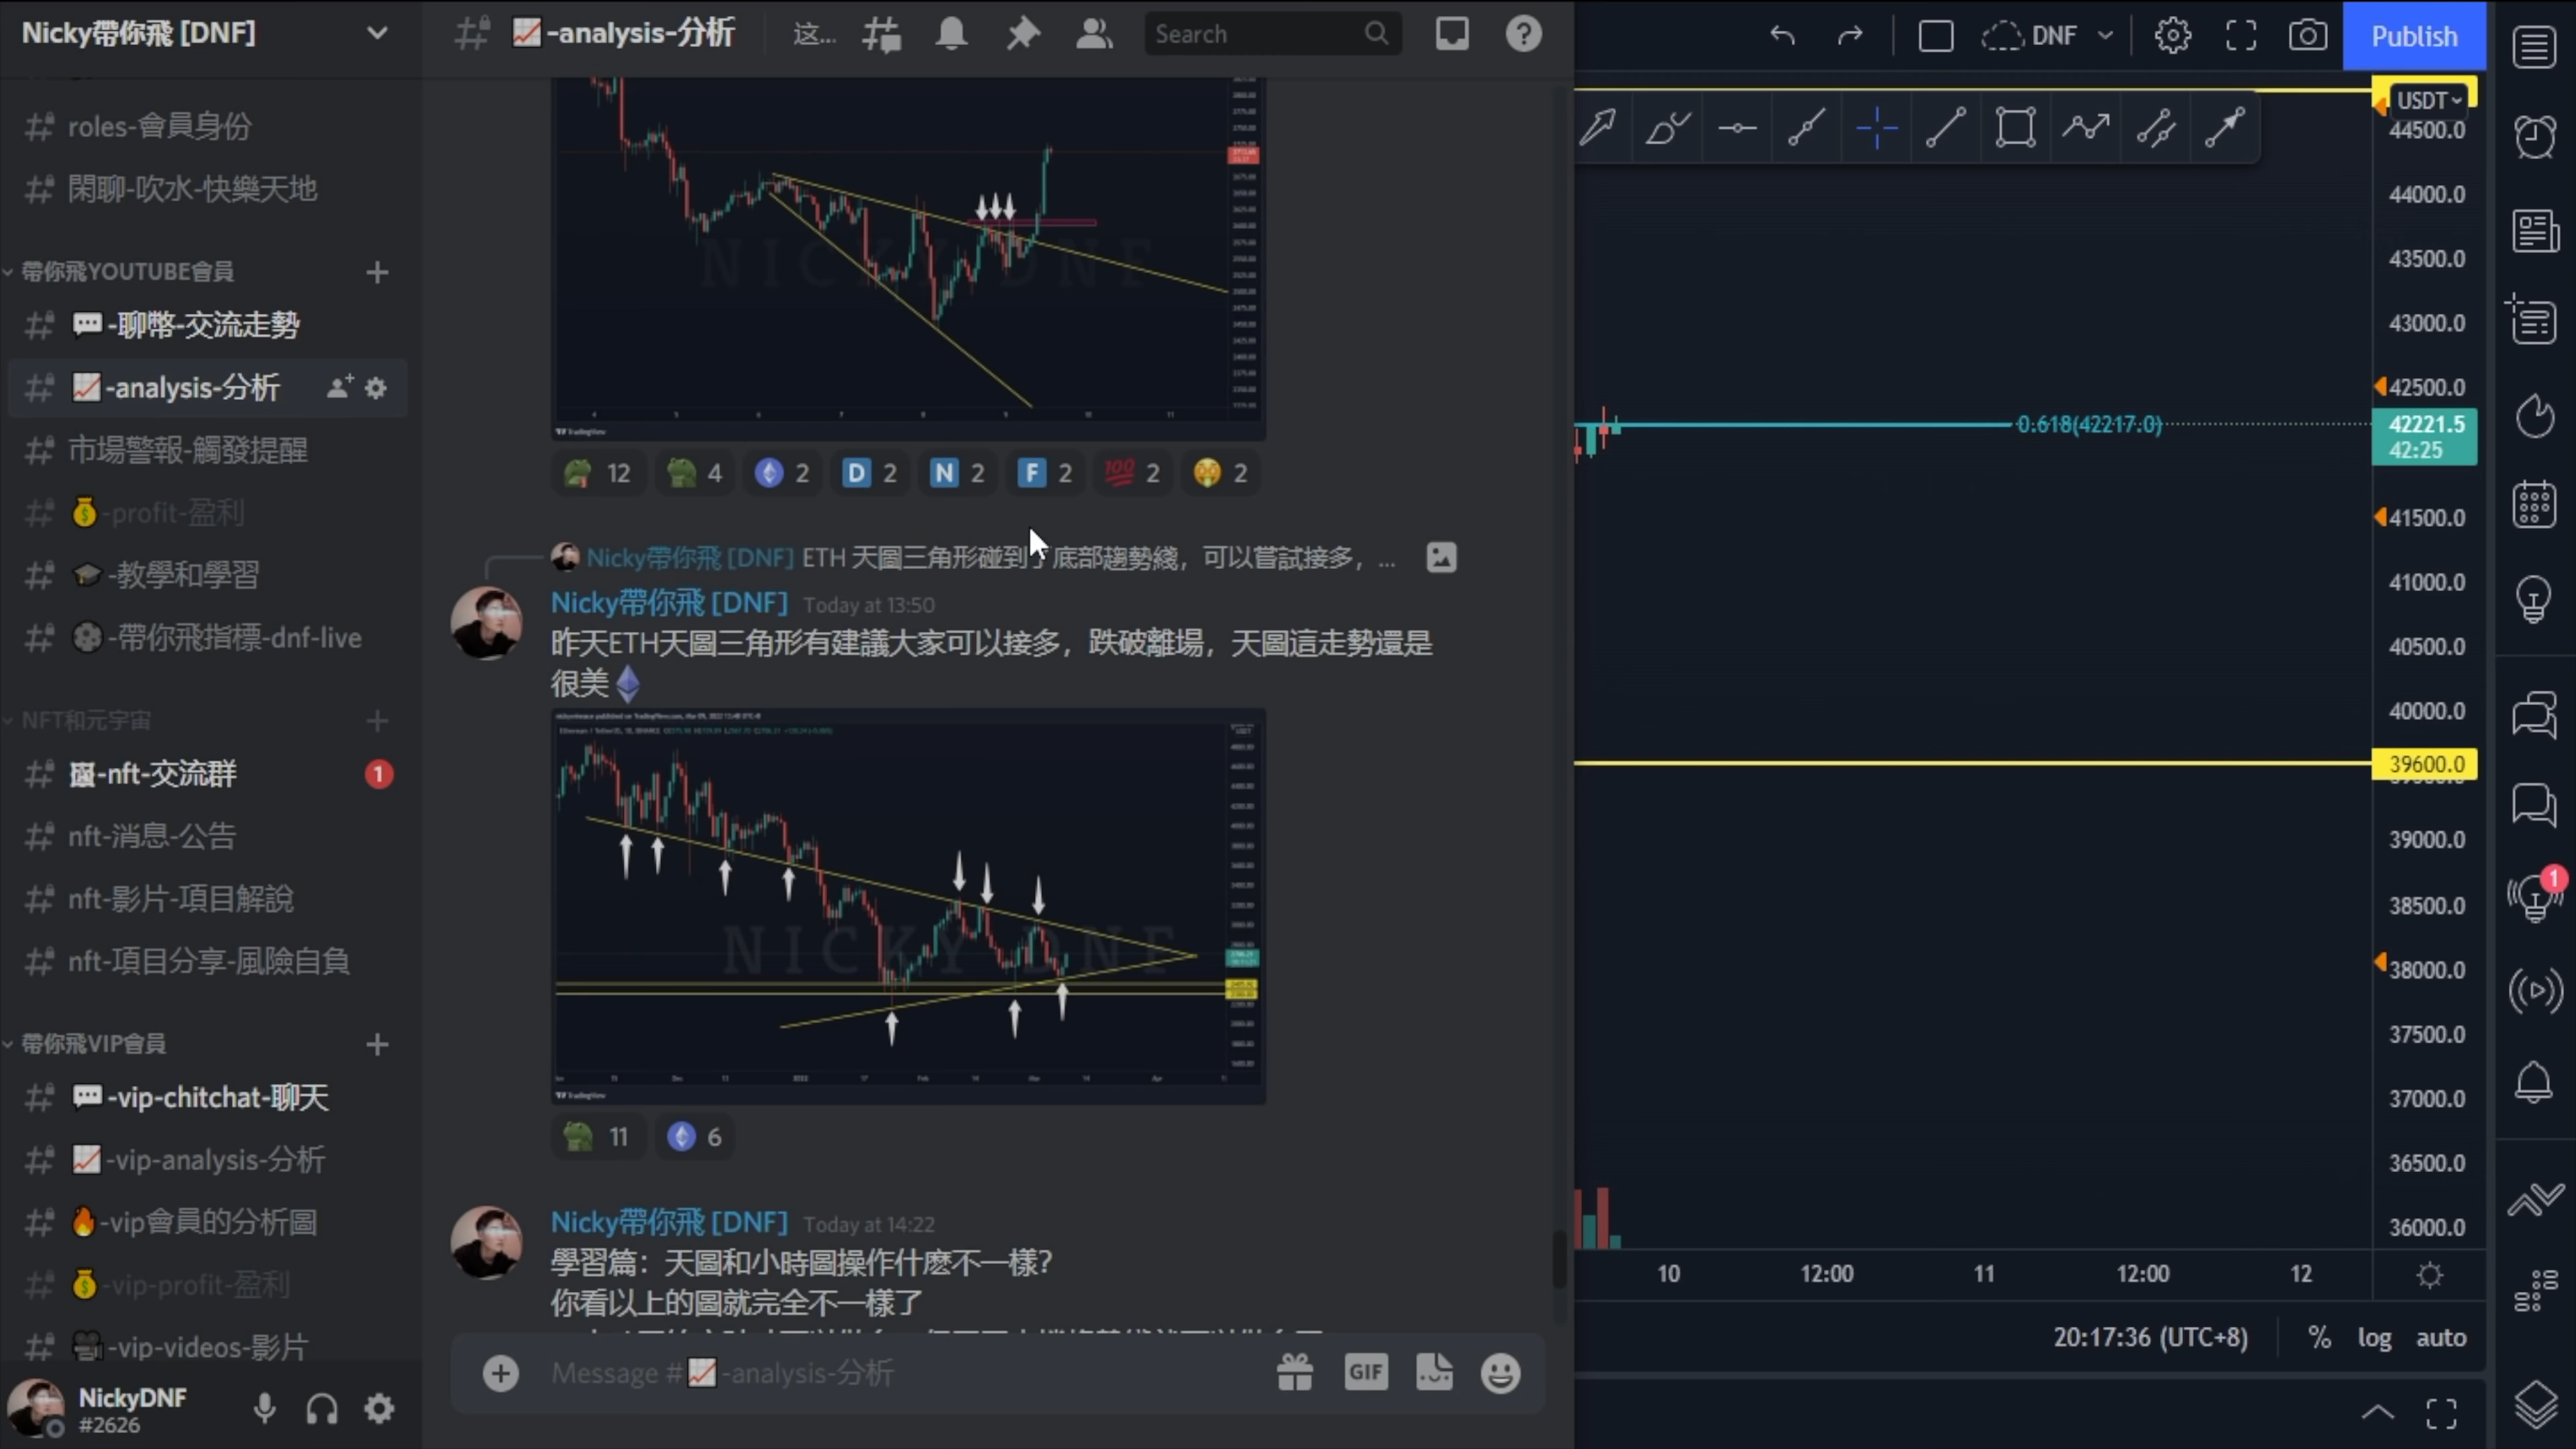 Nicky帶你飛 [DNF]
roles-會員身份
閑聊-吹水-快樂天地
帶你飛YOUTUBE會員
-聊幣-交流走勢
-analysis-分析
市場警報-觸發提醒
-profit-盈利
-教學和學習
-帶你飛指標-dnf-live
NFT和元宇宙
-nft-交流群
1
nft-消息-公告
nft-影片-項目解說
nft-項目分享-風險自負
帶你飛VIP會員
-vip-chitchat-聊天
-vip-analysis-分析
-vip會員的分析圖
-vip-profit-盈利
-vip-videos-影片
NickyDNF
#2626
-analysis-分析
这...
Search
NICKY DNF
TradingView
12 4 2 D 2 N 2 F 2 100 2 2
Nicky帶你飛 [DNF] ETH 天圖三角形碰到了底部趨勢綫，可以嘗試接多，...
Nicky帶你飛 [DNF] Today at 13:50
昨天ETH天圖三角形有建議大家可以接多，跌破離場，天圖這走勢還是
很美
NICKY DNF
TradingView
11 6
Nicky帶你飛 [DNF] Today at 14:22
學習篇：天圖和小時圖操作什麽不一樣？
你看以上的圖就完全不一樣了
Message # -analysis-分析
GIF
DNF
Publish
USDT
44500.0
44000.0
43500.0
43000.0
42500.0
0.618(42217.0)
42221.5
42:25
41500.0
41000.0
40500.0
40000.0
39600.0
39000.0
38500.0
38000.0
37500.0
37000.0
36500.0
36000.0
1
10 12:00 11 12:00 12
20:17:36 (UTC+8) % log auto